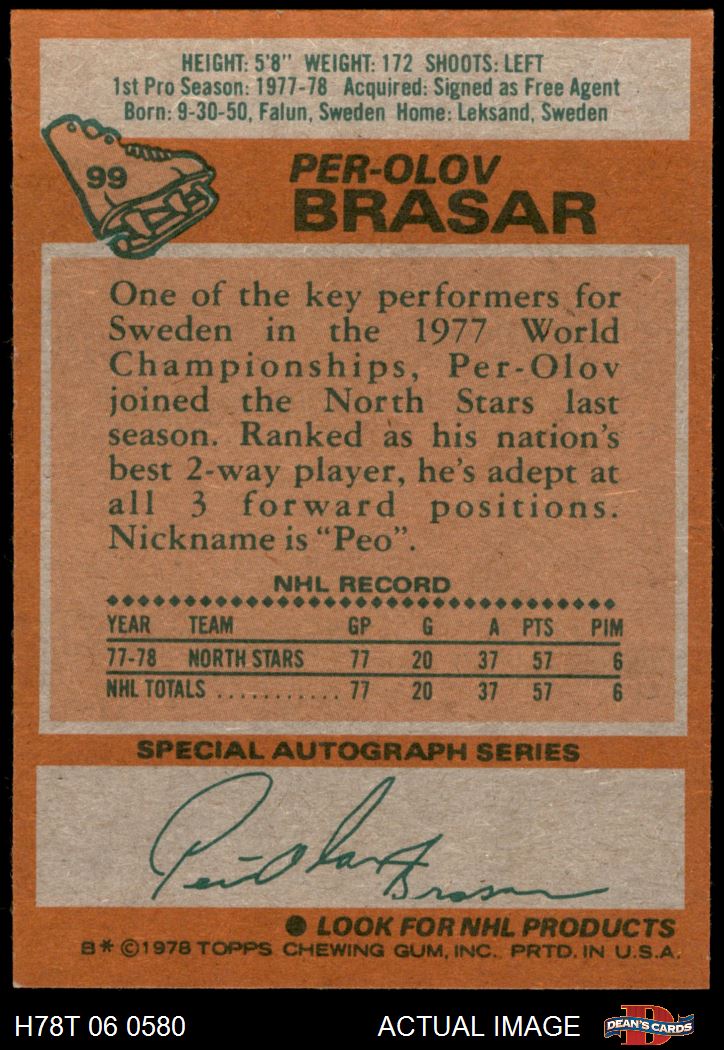 HEIGHT: 5'8" WEIGHT: 172 SHOOTS: LEFT
1st Pro Season: 1977-78 Acquired: Signed as Free Agent
Born: 9-30-50, Falun, Sweden Home: Leksand, Sweden
99
PER-OLOV
BRASAR
One of the key performers for
Sweden in the 1977 World
Championships, Per-Olov
joined the North Stars last
season. Ranked as his nation's
best 2-way player, he's adept at
all 3 forward positions.
Nickname is "Peo".
NHL RECORD
YEAR TEAM GP G A PTS PIM
77-78 NORTH STARS 77 20 37 57 6
NHL TOTALS ........... 77 20 37 57 6
SPECIAL AUTOGRAPH SERIES
Per-Olov Brasar
● LOOK FOR NHL PRODUCTS
B* ©1978 TOPPS CHEWING GUM, INC. PRTD. IN U.S.A.
H78T 06 0580 ACTUAL IMAGE DEAN'S CARDS